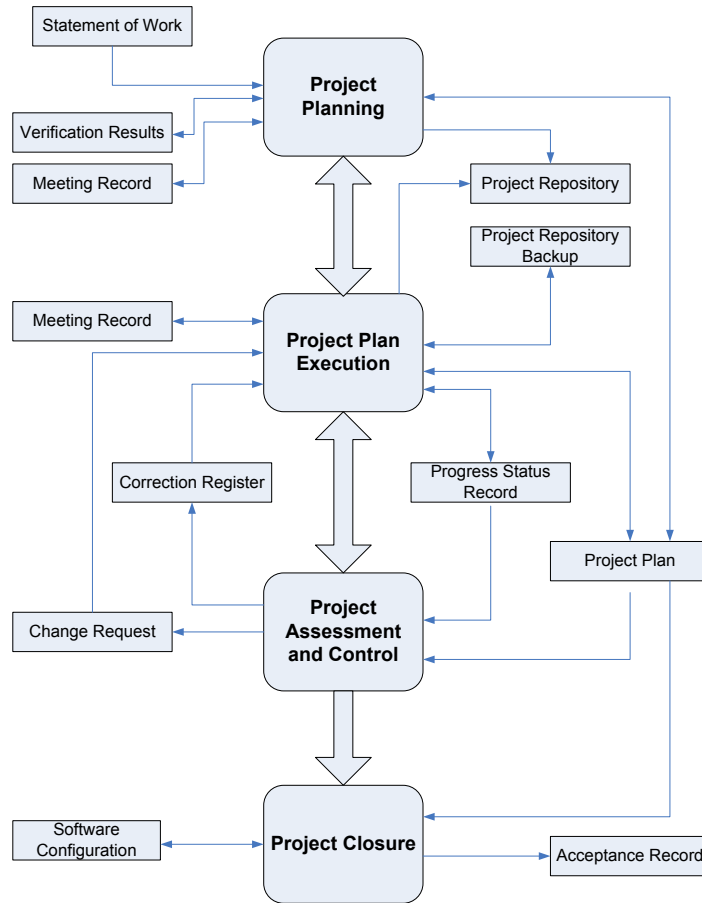 Statement of Work
Project
Planning
Verification Results
Meeting Record
Project Repository
Project Repository
Backup
Meeting Record
Project Plan
Execution
Correction Register
Progress Status
Record
Project Plan
Project
Assessment
and Control
Change Request
Project Closure
Software
Configuration
Acceptance Record